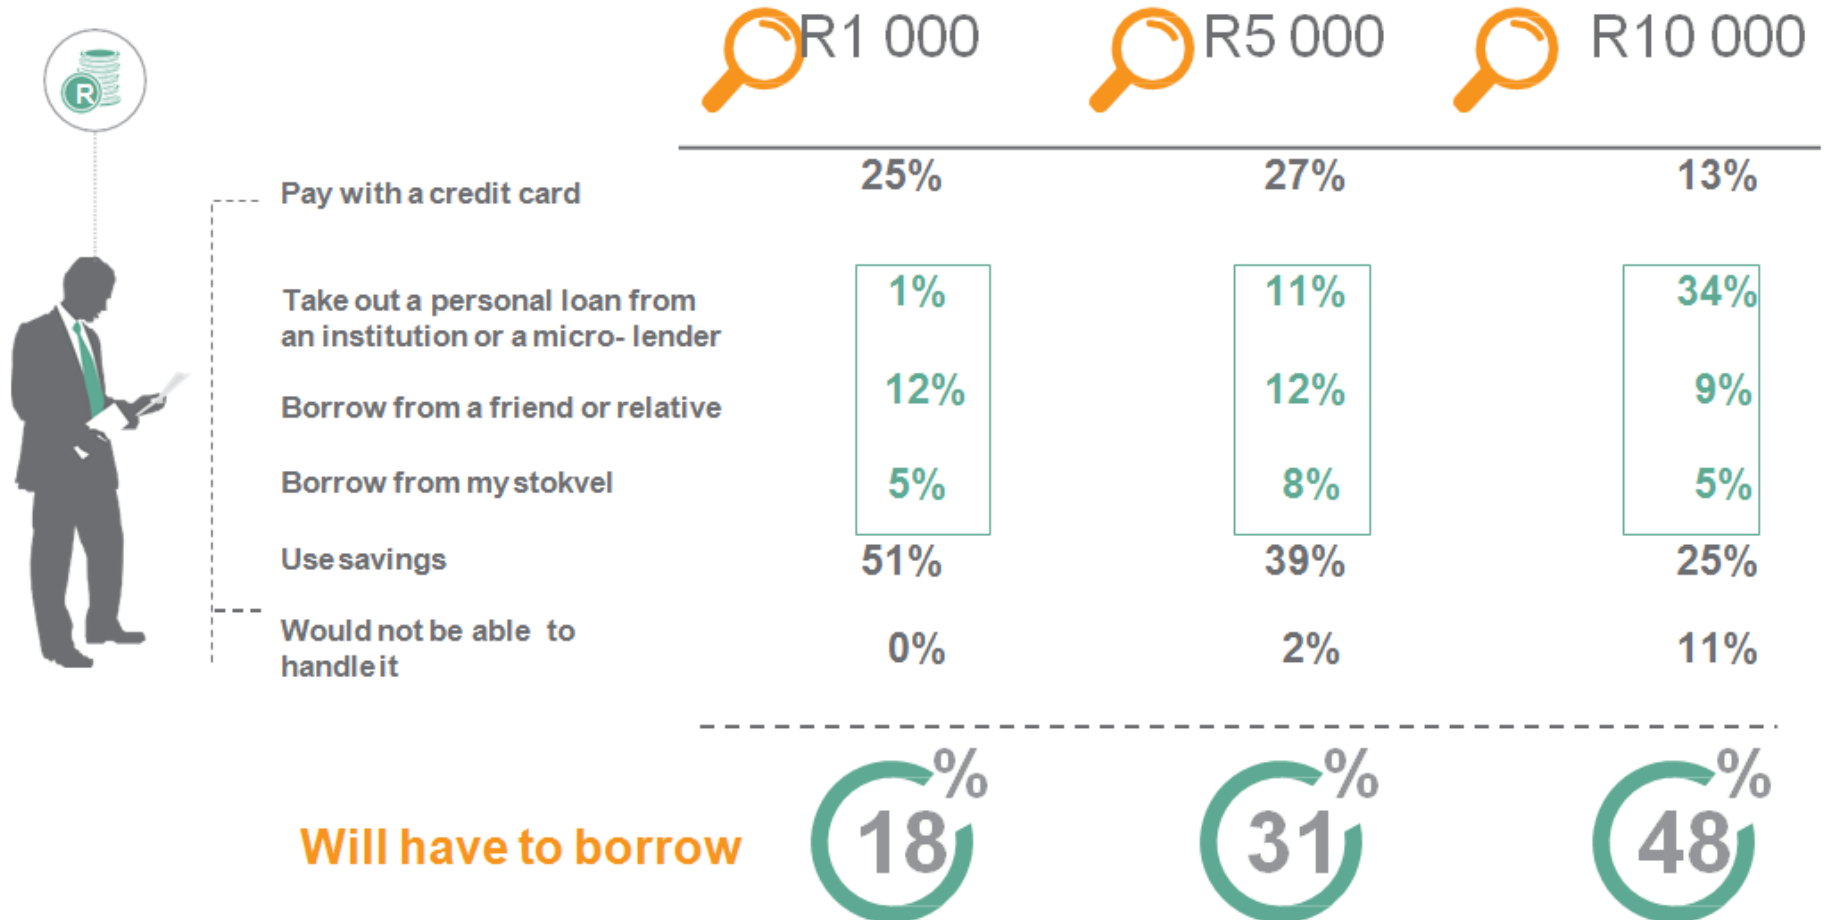 R1 000 R5 000 R10 000
R
Pay with a credit card 25% 27% 13%
Take out a personal loan from
an institution or a micro- lender 1% 11% 34%
Borrow from a friend or relative 12% 12% 9%
Borrow from my stokvel 5% 8% 5%
Use savings 51% 39% 25%
Would not be able to
handle it 0% 2% 11%
Will have to borrow 18% 31% 48%